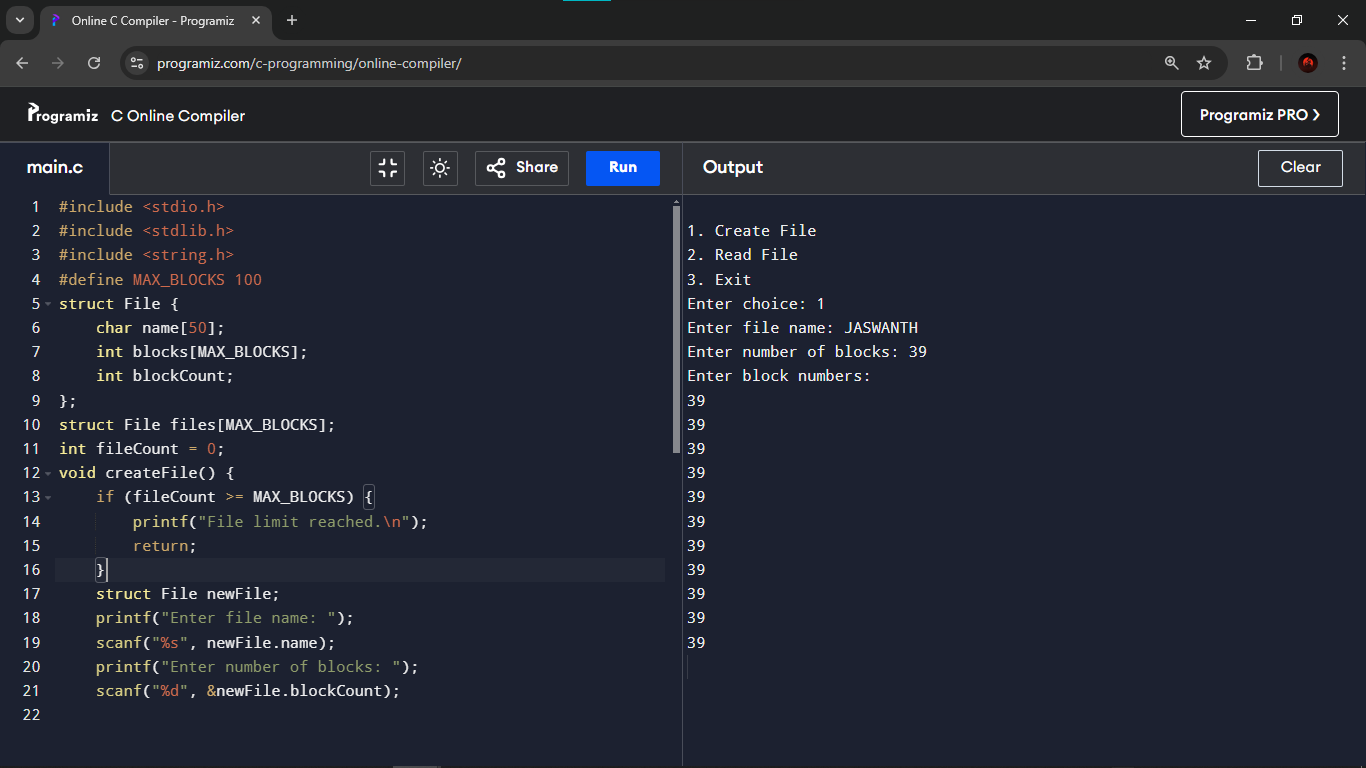 Online C Compiler - Programiz
programiz.com/c-programming/online-compiler/
Programiz C Online Compiler
Programiz PRO
main.c
Share
Run
Output
Clear
1 #include <stdio.h>
2 #include <stdlib.h>
3 #include <string.h>
4 #define MAX_BLOCKS 100
5 struct File {
6 char name[50];
7 int blocks[MAX_BLOCKS];
8 int blockCount;
9 };
10 struct File files[MAX_BLOCKS];
11 int fileCount = 0;
12 void createFile() {
13 if (fileCount >= MAX_BLOCKS) {
14 printf("File limit reached.\n");
15 return;
16 }
17 struct File newFile;
18 printf("Enter file name: ");
19 scanf("%s", newFile.name);
20 printf("Enter number of blocks: ");
21 scanf("%d", &newFile.blockCount);
22
1. Create File
2. Read File
3. Exit
Enter choice: 1
Enter file name: JASWANTH
Enter number of blocks: 39
Enter block numbers:
39
39
39
39
39
39
39
39
39
39
39